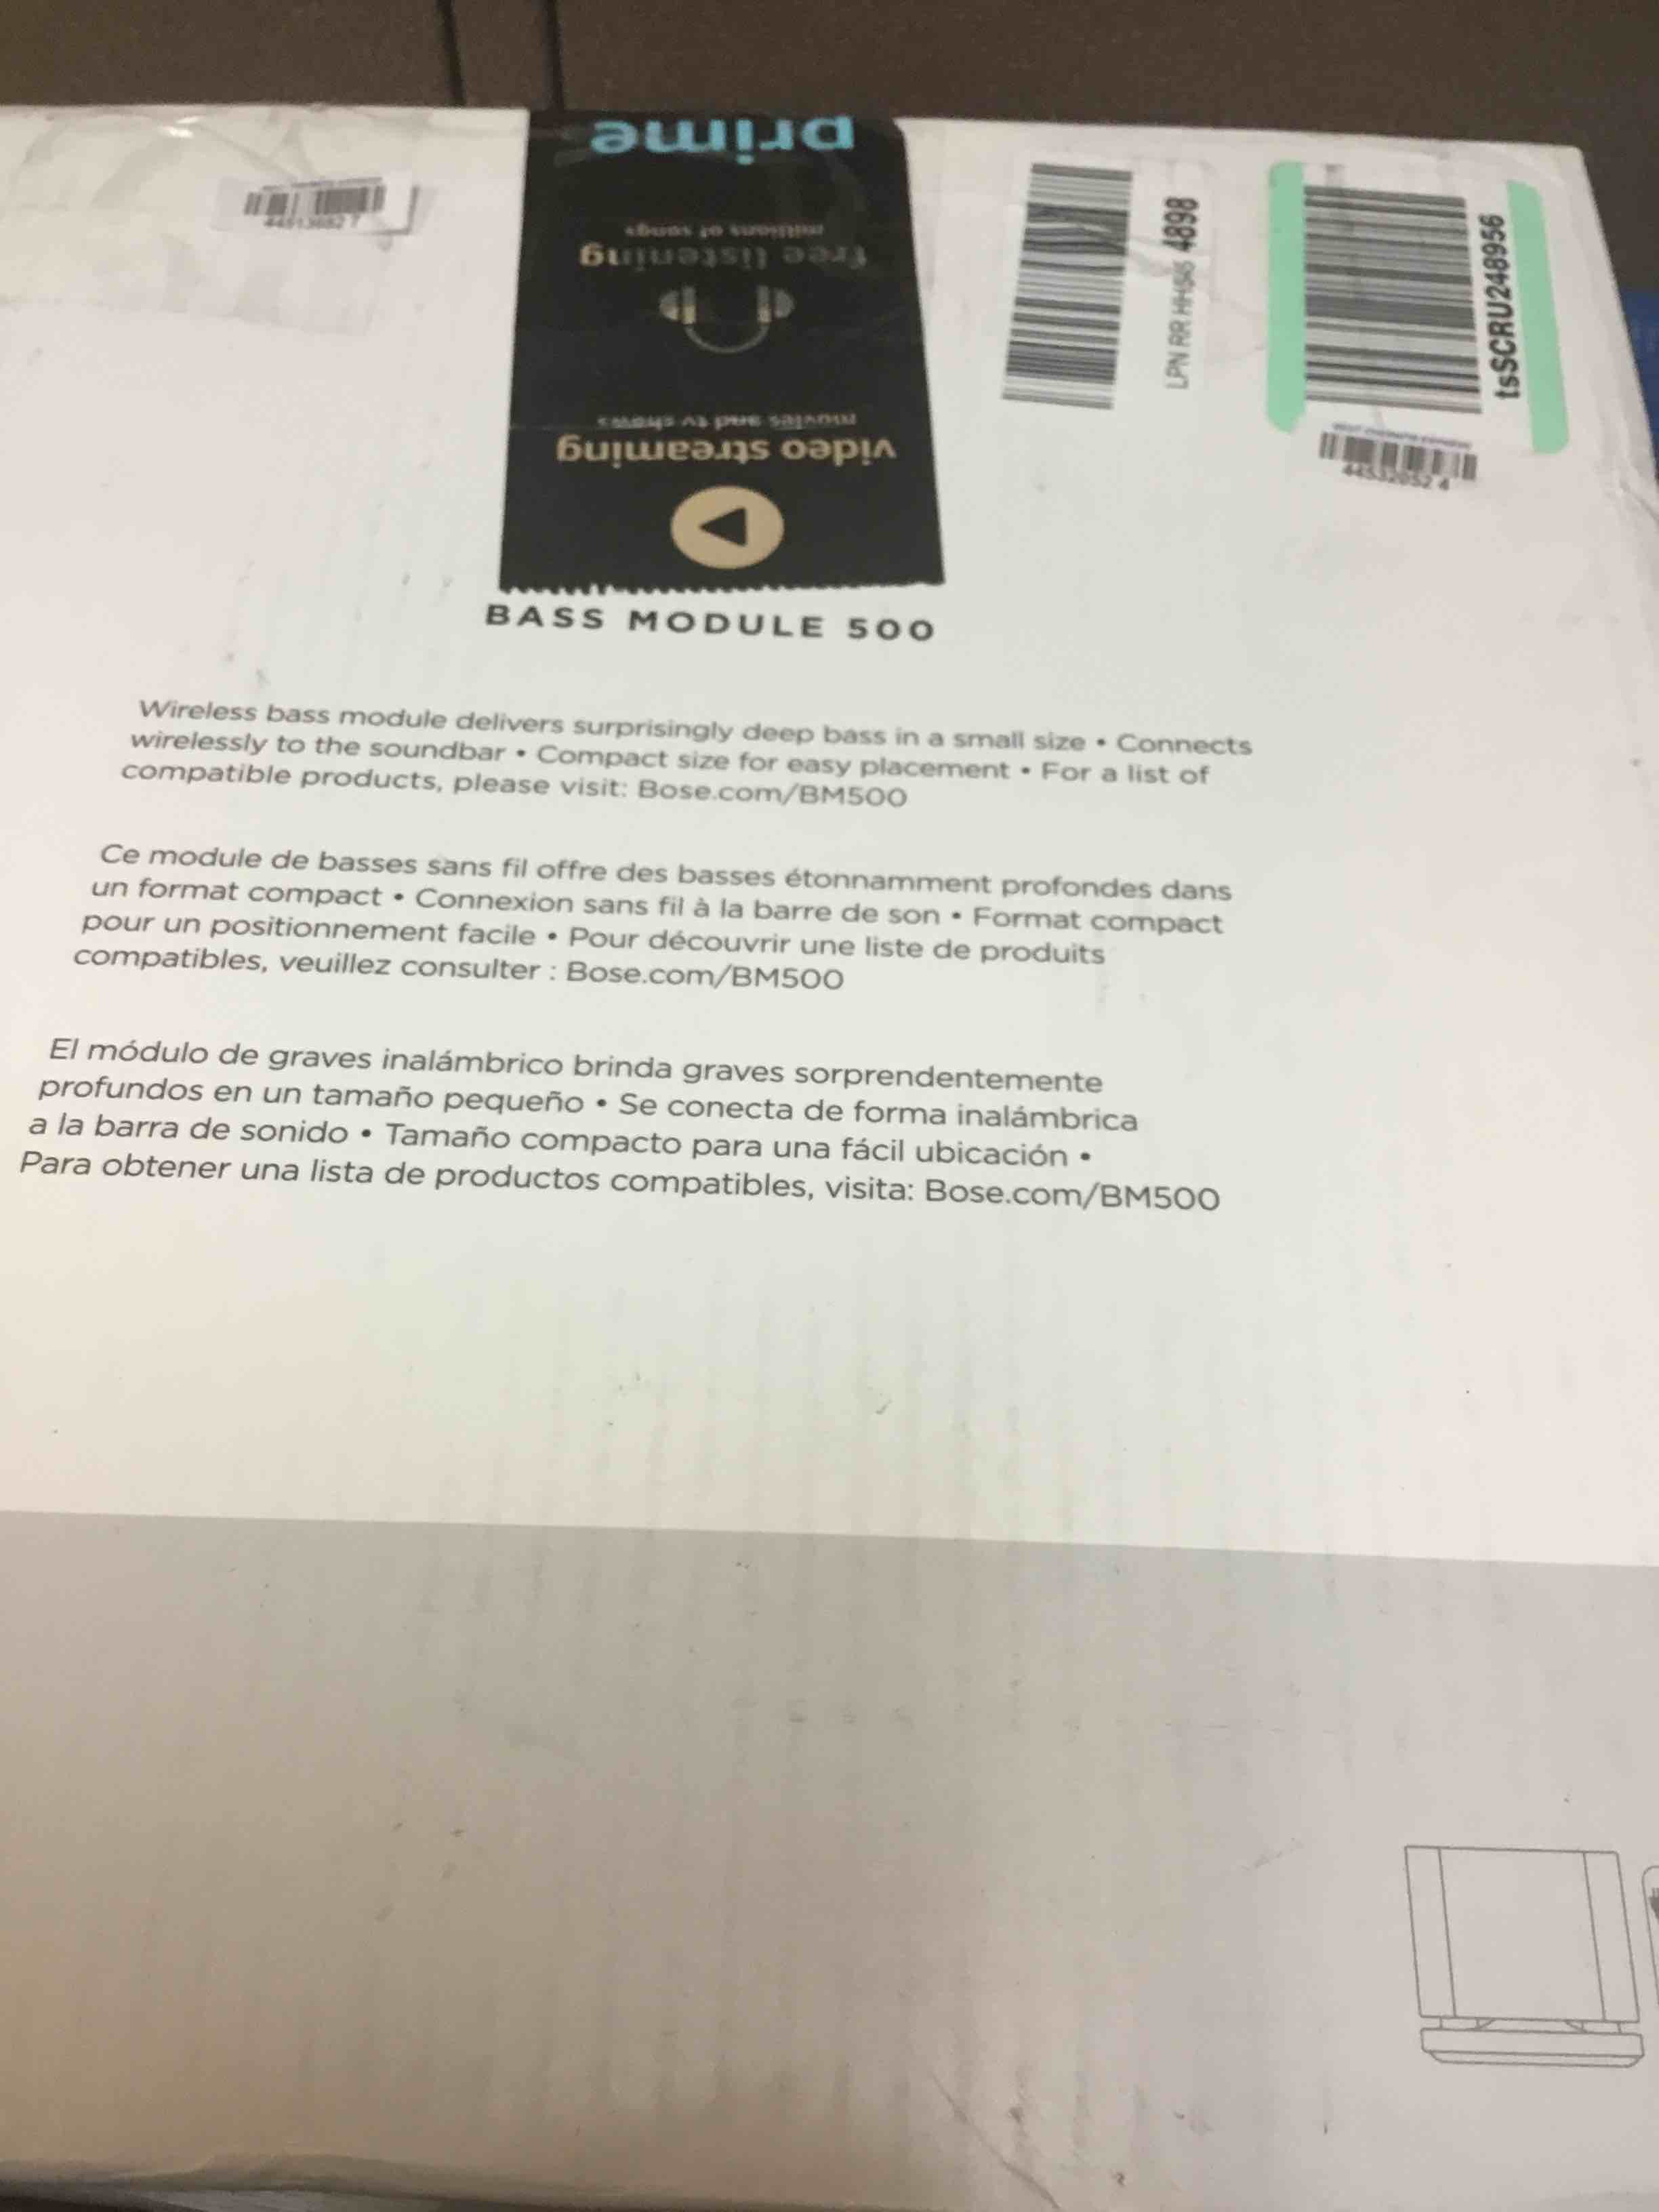 prime
millions of songs
free listening
movies and tv shows
video streaming
LPN RR 4898
tsSCRU248956
BASS MODULE 500
Wireless bass module delivers surprisingly deep bass in a small size • Connects
wirelessly to the soundbar • Compact size for easy placement • For a list of
compatible products, please visit: Bose.com/BM500
Ce module de basses sans fil offre des basses étonnamment profondes dans
un format compact • Connexion sans fil à la barre de son • Format compact
pour un positionnement facile • Pour découvrir une liste de produits
compatibles, veuillez consulter : Bose.com/BM500
El módulo de graves inalámbrico brinda graves sorprendentemente
profundos en un tamaño pequeño • Se conecta de forma inalámbrica
a la barra de sonido • Tamaño compacto para una fácil ubicación •
Para obtener una lista de productos compatibles, visita: Bose.com/BM500